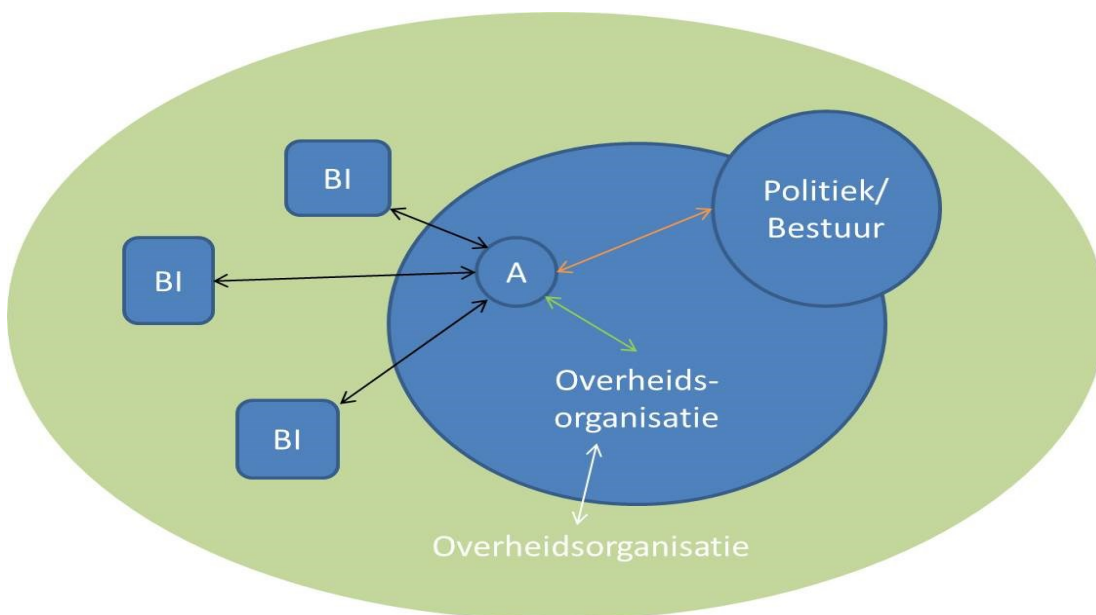 BI
Politiek/
Bestuur
BI
A
BI
Overheids-
organisatie
Overheidsorganisatie